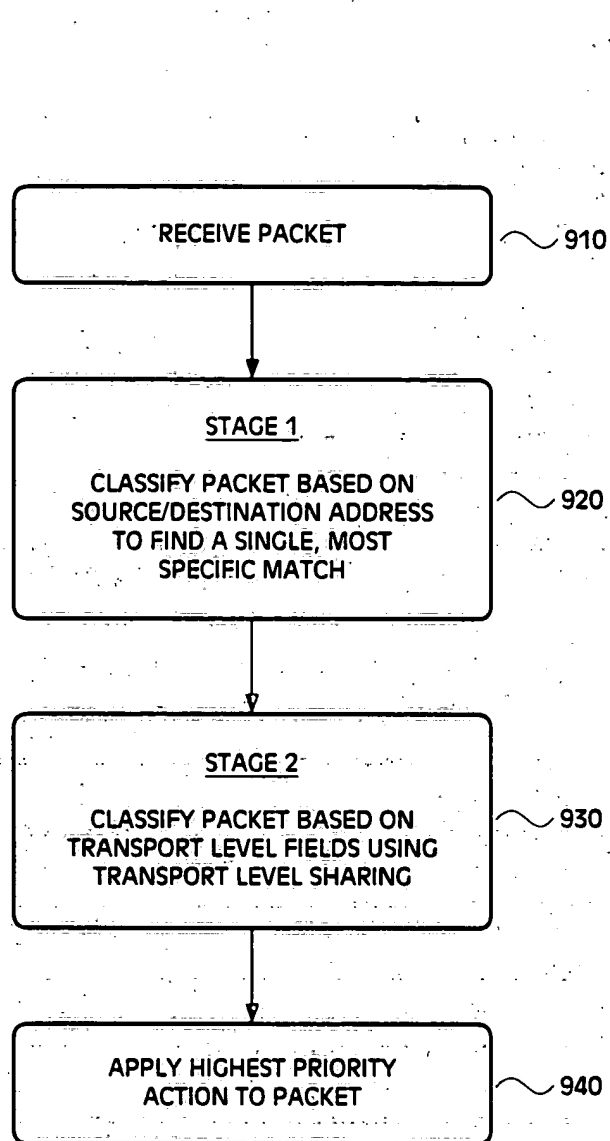 RECEIVE PACKET
910
STAGE 1
CLASSIFY PACKET BASED ON
SOURCE/DESTINATION ADDRESS
TO FIND A SINGLE, MOST
SPECIFIC MATCH
920
STAGE 2
CLASSIFY PACKET BASED ON
TRANSPORT LEVEL FIELDS USING
TRANSPORT LEVEL SHARING
930
APPLY HIGHEST PRIORITY
ACTION TO PACKET
940